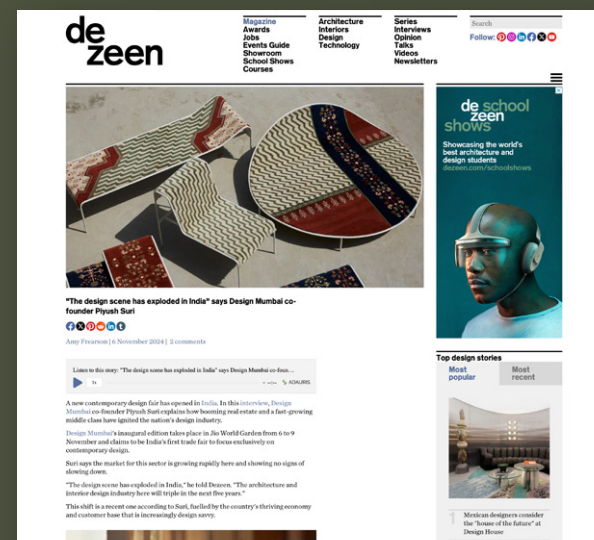 de
zeen
Magazine
Awards
Jobs
Events Guide
Showroom
School Shows
Courses
Architecture
Interiors
Design
Technology
Series
Interviews
Opinion
Talks
Videos
Newsletters
Search
Follow:
de school
zeen
shows
Showcasing the world's
best architecture and
design students
dezeen.com/schoolshows
"The design scene has exploded in India" says Design Mumbai co-
founder Piyush Suri
Amy Frearson | 6 November 2024 | 2 comments
Listen to this story: "The design scene has exploded in India" says Design Mumbai co-foun...
1x
ADAURIS
A new contemporary design fair has opened in India. In this interview, Design
Mumbai co-founder Piyush Suri explains how booming real estate and a fast-growing
middle class have ignited the nation's design industry.
Design Mumbai's inaugural edition takes place in Jio World Garden from 6 to 9
November and claims to be India's first trade fair to focus exclusively on
contemporary design.
Suri says the market for this sector is growing rapidly here and showing no signs of
slowing down.
"The design scene has exploded in India," he told Dezeen. "The architecture and
interior design industry here will triple in the next five years."
This shift is a recent one according to Suri, fuelled by the country's thriving economy
and customer base that is increasingly design savvy.
Top design stories
Most
popular
Most
recent
1
Mexican designers consider
the "house of the future" at
Design House